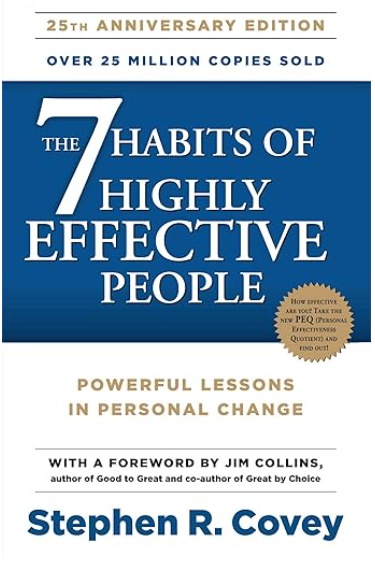 25TH ANNIVERSARY EDITION
OVER 25 MILLION COPIES SOLD
THE 7 HABITS OF
HIGHLY
EFFECTIVE
PEOPLE
How effective
are you? Take the
new PEQ (Personal
Effectiveness
Quotient) and
find out!
POWERFUL LESSONS
IN PERSONAL CHANGE
WITH A FOREWORD BY JIM COLLINS,
author of Good to Great and co-author of Great by Choice
Stephen R. Covey